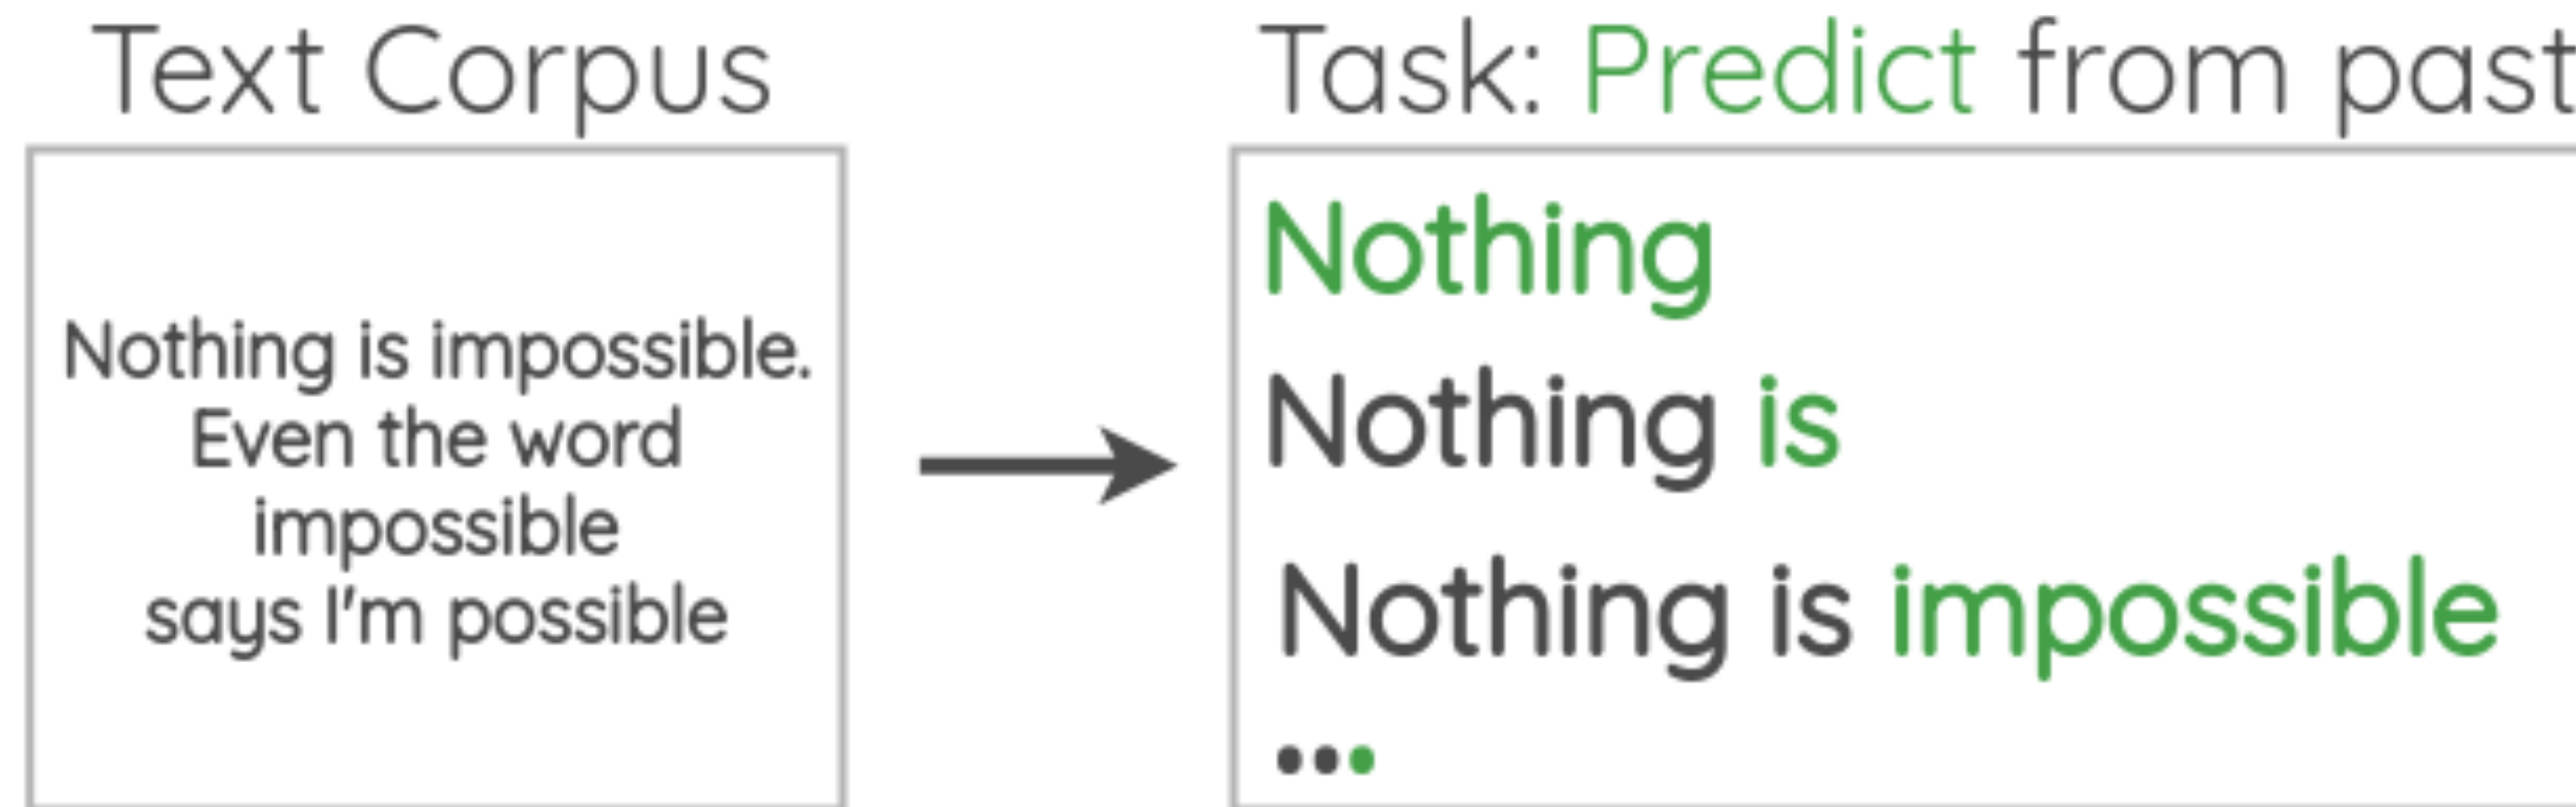 Text Corpus
Nothing is impossible.
Even the word
impossible
says I'm possible
Task: Predict from past
Nothing
Nothing is
Nothing is impossible
...